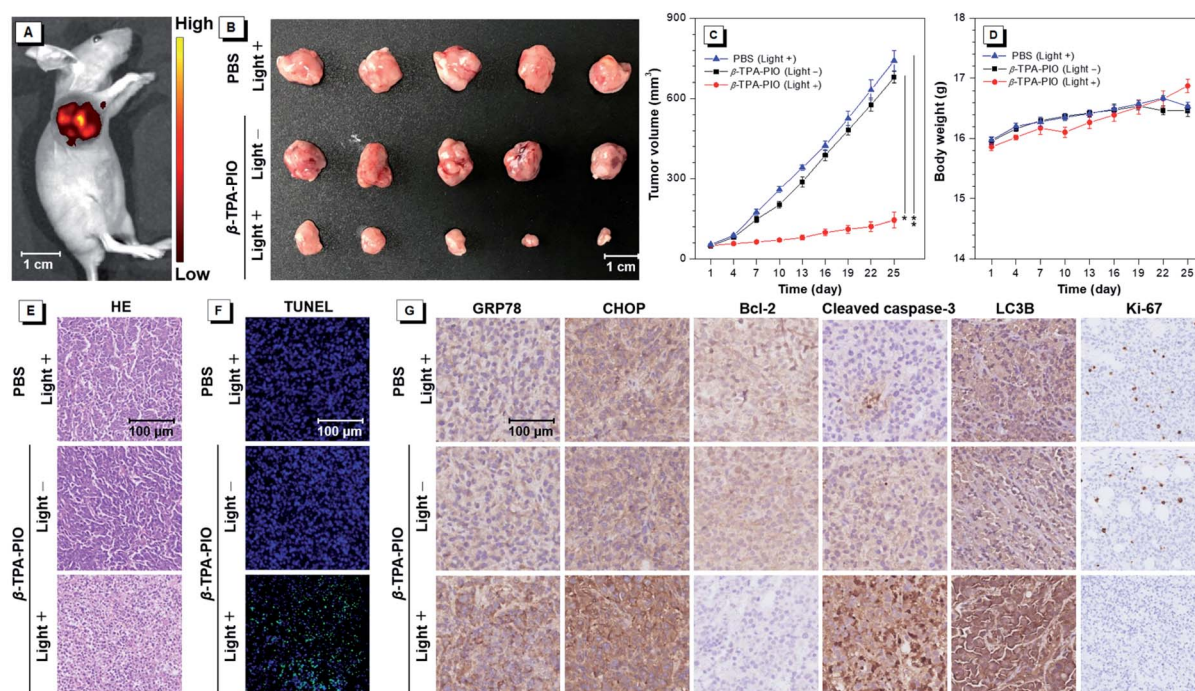 A
High
Low
1 cm
B
PBS
Light +
β-TPA-PIO
Light −
Light +
1 cm
C
PBS (Light +)
β-TPA-PIO (Light −)
β-TPA-PIO (Light +)
Tumor volume (mm³)
900
600
300
0
1 4 7 10 13 16 19 22 25
Time (day)
*
**
D
PBS (Light +)
β-TPA-PIO (Light −)
β-TPA-PIO (Light +)
Body weight (g)
18
17
16
15
14
1 4 7 10 13 16 19 22 25
Time (day)
E
HE
PBS
Light +
100 µm
β-TPA-PIO
Light −
Light +
F
TUNEL
PBS
Light +
100 µm
β-TPA-PIO
Light −
Light +
G
GRP78 CHOP Bcl-2 Cleaved caspase-3 LC3B Ki-67
PBS
Light +
100 µm
β-TPA-PIO
Light −
Light +